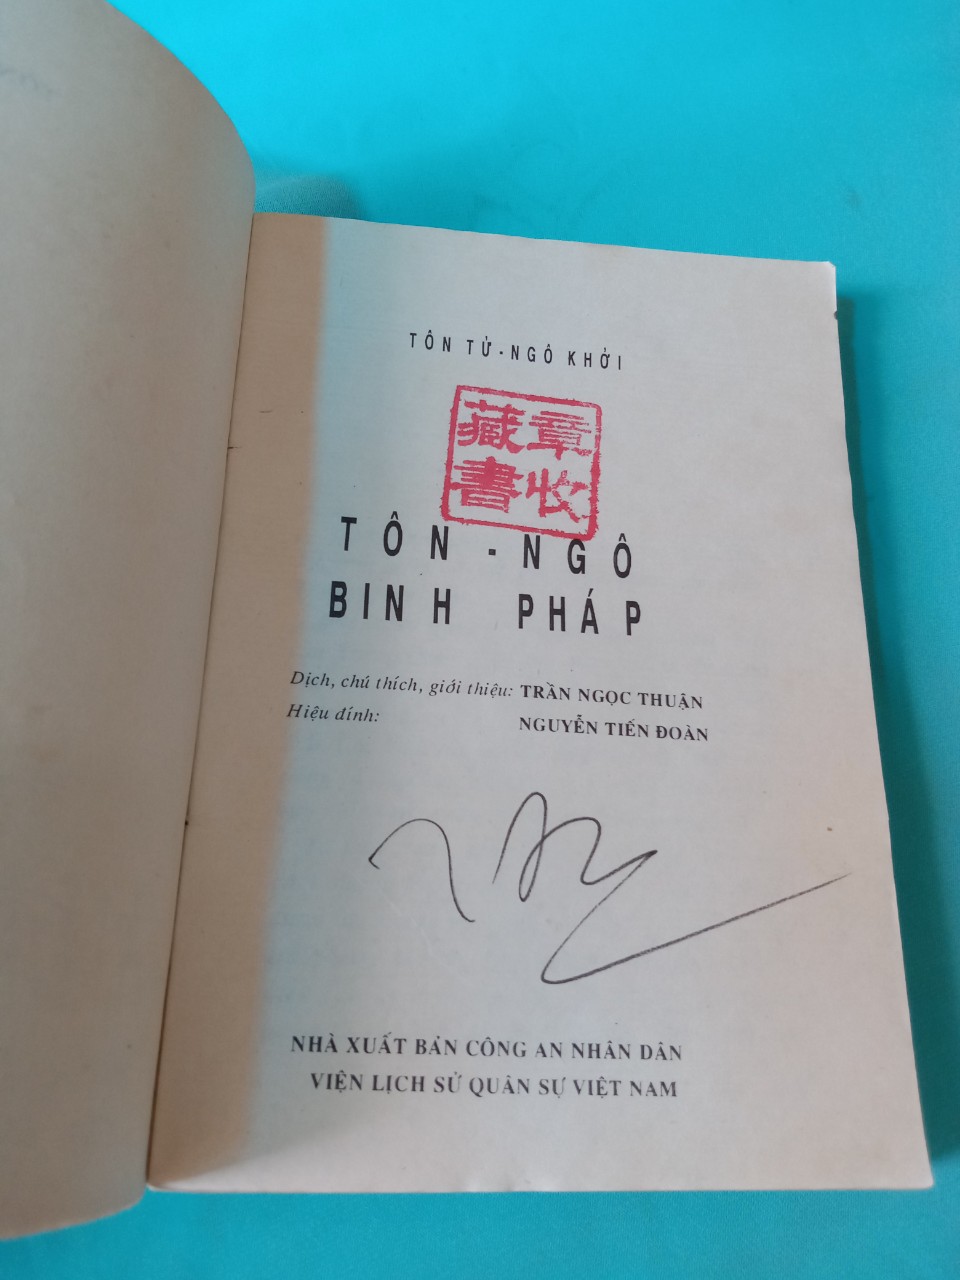 TÔN TỬ - NGÔ KHỞI
章收
藏書
TÔN - NGÔ
BINH PHÁP
Dịch, chú thích, giới thiệu: TRẦN NGỌC THUẬN
Hiệu đính: NGUYỄN TIẾN ĐOÀN
NHÀ XUẤT BẢN CÔNG AN NHÂN DÂN
VIỆN LỊCH SỬ QUÂN SỰ VIỆT NAM